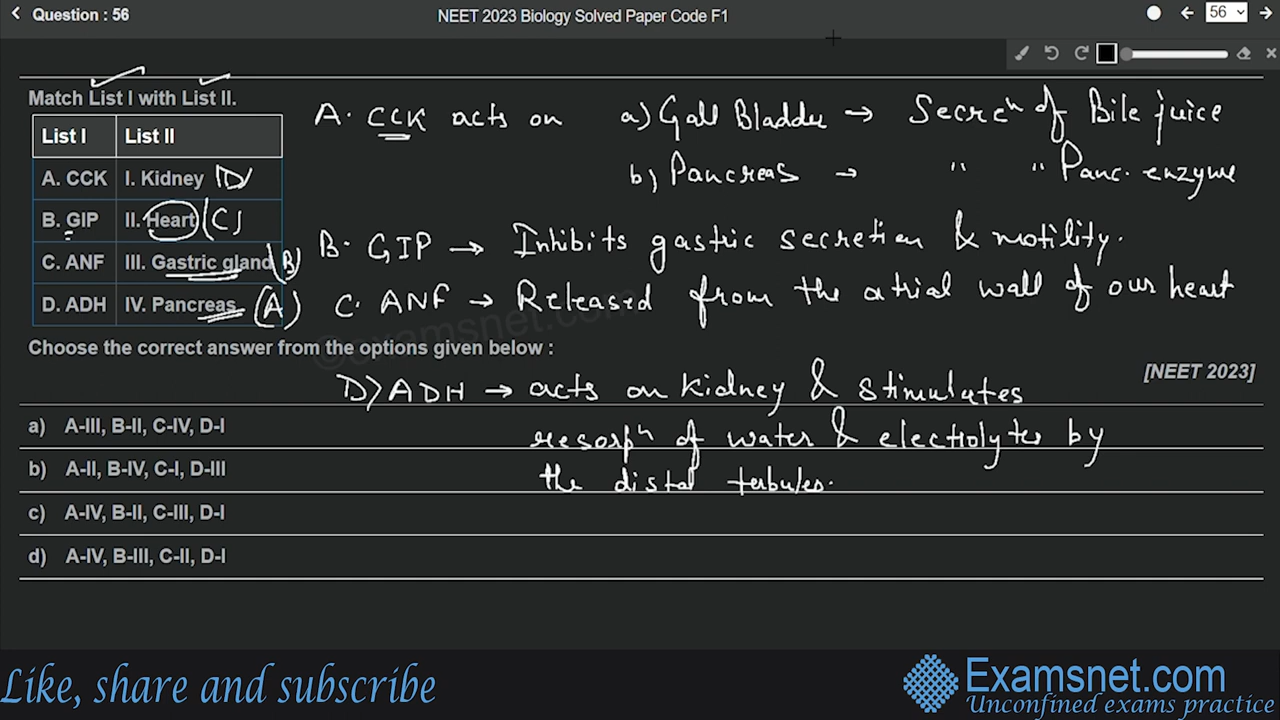 Question : 56
NEET 2023 Biology Solved Paper Code F1
56
Match List I with List II.
List I List II
A. CCK I. Kidney (D)
B. GIP II. Heart (C)
C. ANF III. Gastric gland (B)
D. ADH IV. Pancreas (A)
A. CCK acts on a) Gall Bladder → Secreⁿ of Bile juice
b) Pancreas → " " Panc. enzyme
B. GIP → Inhibits gastric secretion & motility.
C. ANF → Released from the atrial wall of our heart
©examsnet.com
Choose the correct answer from the options given below :
[NEET 2023]
D) ADH → acts on kidney & stimulates
resorpⁿ of water & electrolytes by
the distal terbules.
a) A-III, B-II, C-IV, D-I
b) A-II, B-IV, C-I, D-III
c) A-IV, B-II, C-III, D-I
d) A-IV, B-III, C-II, D-I
Like, share and subscribe
Examsnet.com
Unconfined exams practice